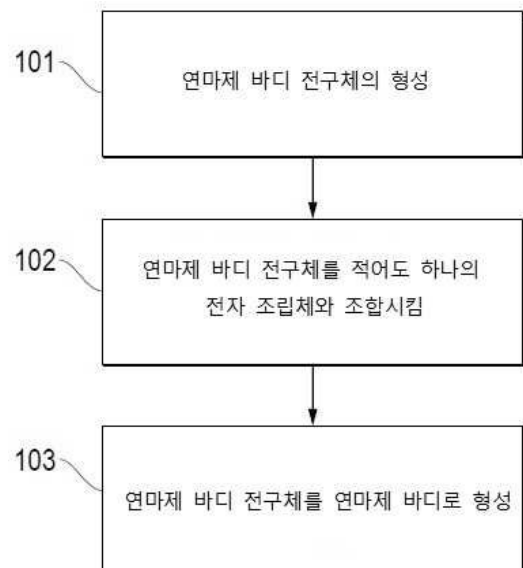 101
연마제 바디 전구체의 형성
102
연마제 바디 전구체를 적어도 하나의
전자 조립체와 조합시킴
103
연마제 바디 전구체를 연마제 바디로 형성